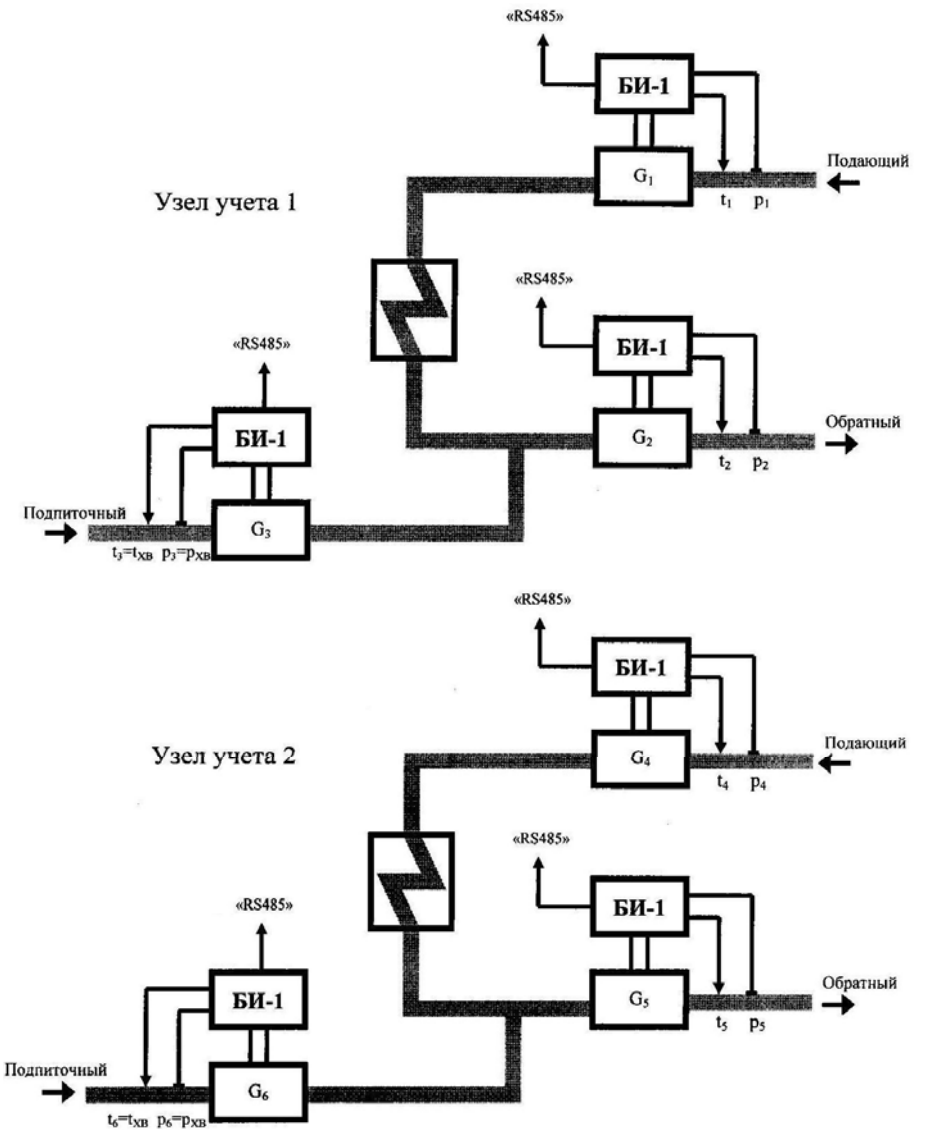 «RS485»
БИ-1
Подающий
G₁
t₁ p₁
Узел учета 1
«RS485»
БИ-1
«RS485»
Обратный
БИ-1
G₂
t₂ p₂
Подпиточный
G₃
t₃=tхв p₃=pхв
«RS485»
БИ-1
Подающий
Узел учета 2
G₄
t₄ p₄
«RS485»
БИ-1
«RS485»
Обратный
БИ-1
G₅
t₅ p₅
Подпиточный
G₆
t₆=tхв p₆=pхв